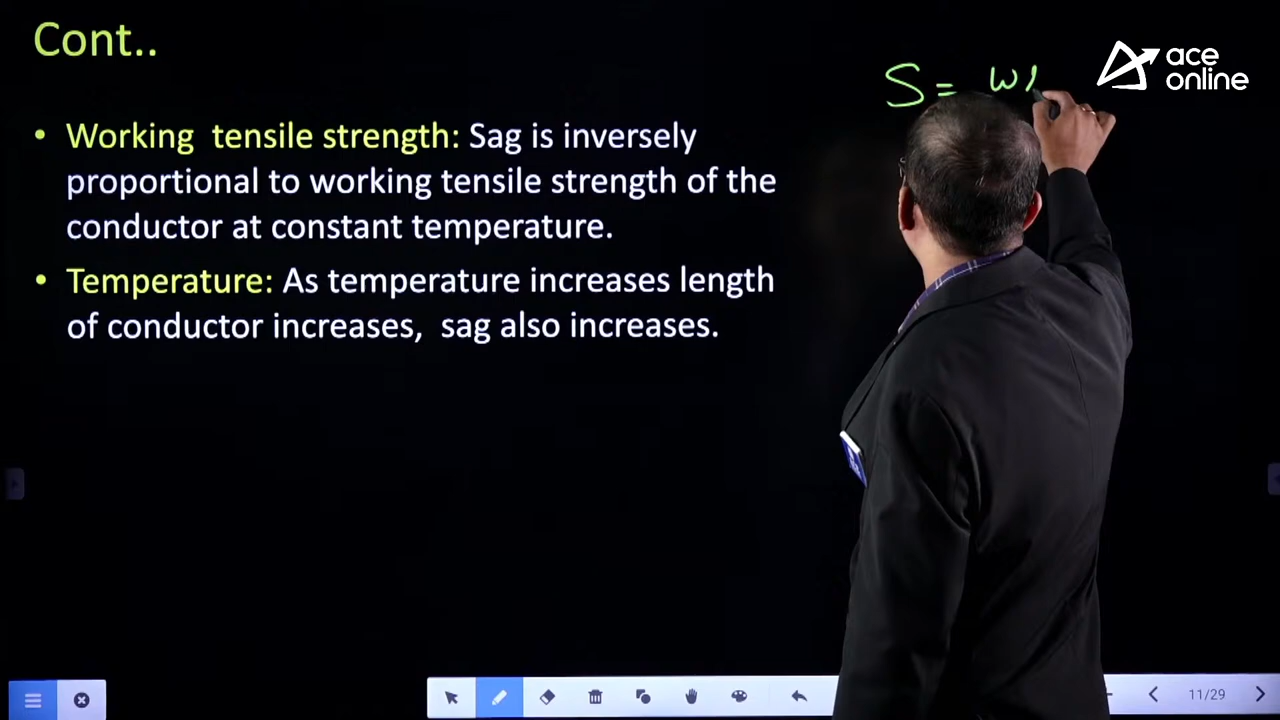 Cont..
S = wl
ace
online
• Working tensile strength: Sag is inversely
proportional to working tensile strength of the
conductor at constant temperature.
• Temperature: As temperature increases length
of conductor increases, sag also increases.
11/29